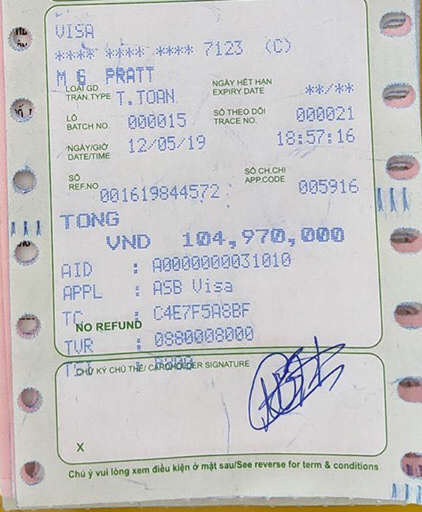 VISA
**** **** **** 7123 (C)
M G PRATT
LOẠI GD
TRAN.TYPE T.TOAN
NGÀY HẾT HẠN
EXPIRY DATE **/**
LÔ
BATCH NO 000015
SỐ THEO DÕI
TRACE NO. 000021
NGÀY/GIỜ
DATE/TIME 12/05/19 18:57:16
SỐ
REF.NO 001619844572
SỐ CH.CHI
APP.CODE 005916
TONG
VND 104,970,000
AID : A0000000031010
APPL : ASB Visa
TC : C4E7F5A8BF
NO REFUND
TVR : 0880008000
TSI :
CHỮ KÝ CHỦ THẺ/ CARDHOLDER SIGNATURE
X
Chú ý vui lòng xem điều kiện ở mặt sau/See reverse for term & conditions